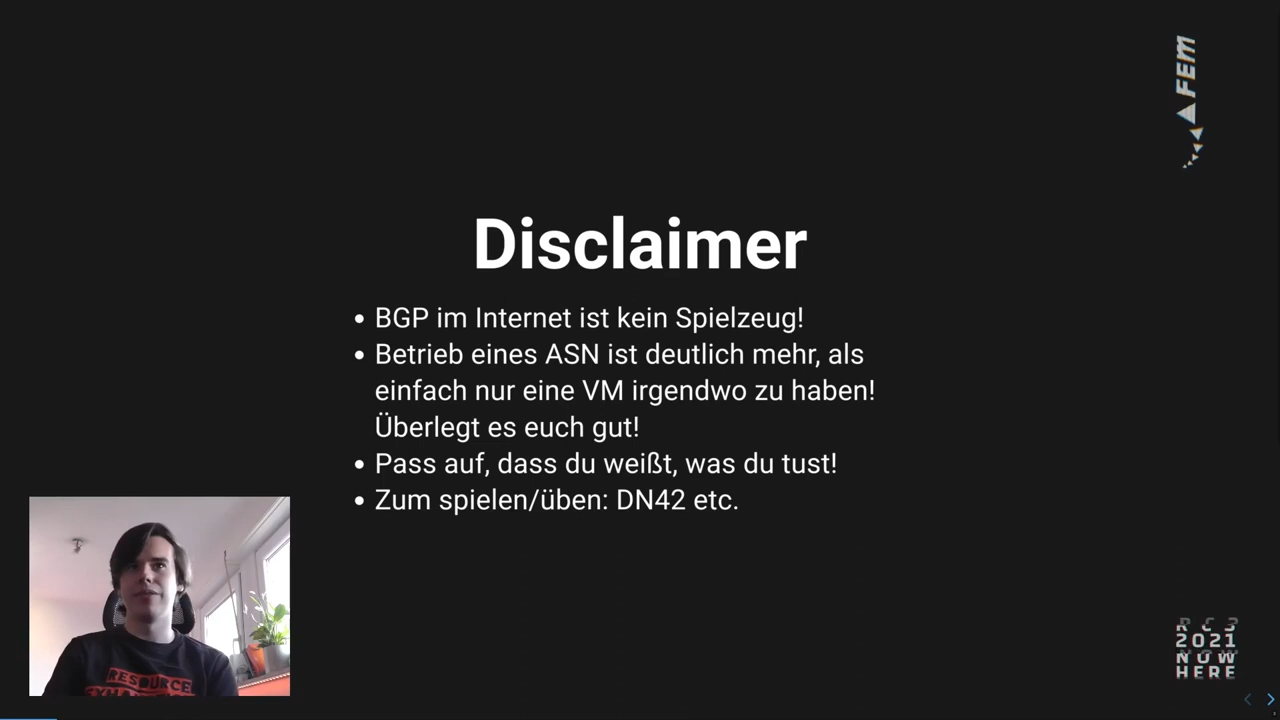 FEM
Disclaimer
• BGP im Internet ist kein Spielzeug!
• Betrieb eines ASN ist deutlich mehr, als
einfach nur eine VM irgendwo zu haben!
Überlegt es euch gut!
• Pass auf, dass du weißt, was du tust!
• Zum spielen/üben: DN42 etc.
RESOURCE
RC3
2021
NOW
HERE